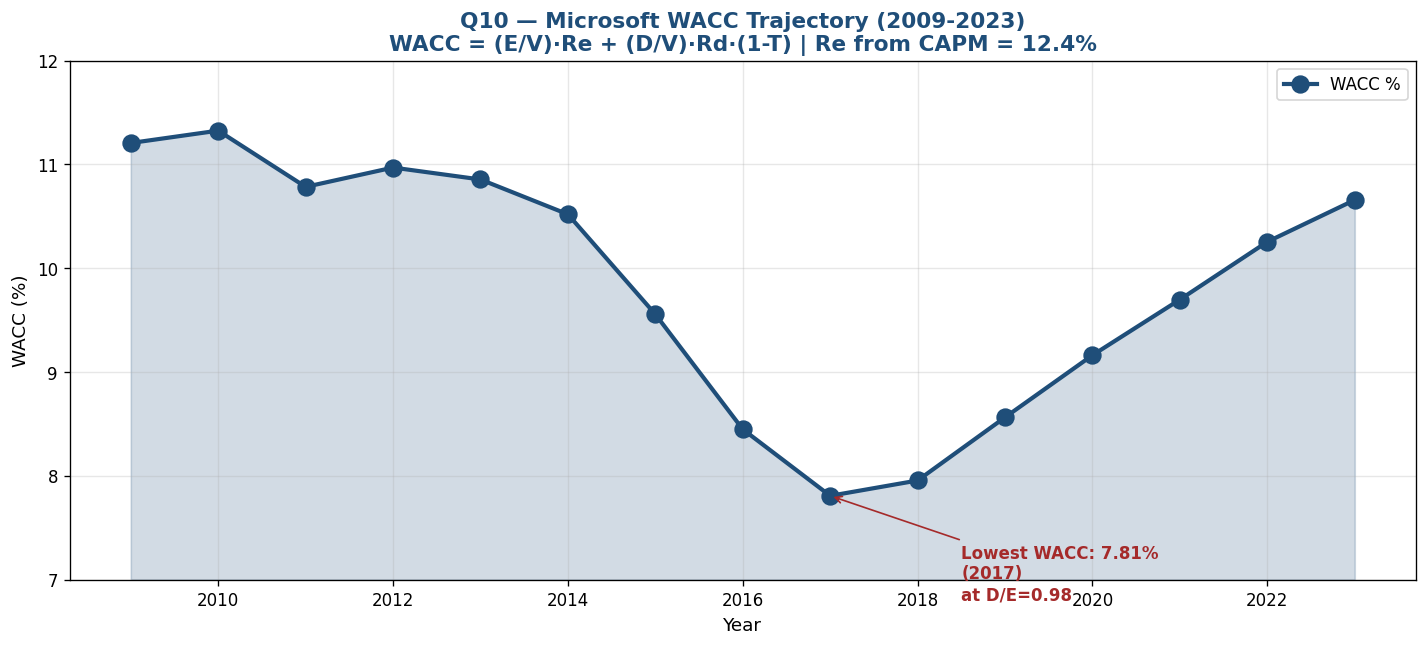 Q10 — Microsoft WACC Trajectory (2009-2023)
WACC = (E/V)·Re + (D/V)·Rd·(1-T) | Re from CAPM = 12.4%
WACC %
WACC (%)
12
11
10
9
8
7
Lowest WACC: 7.81%
(2017)
at D/E=0.98
2010
2012
2014
2016
2018
2020
2022
Year